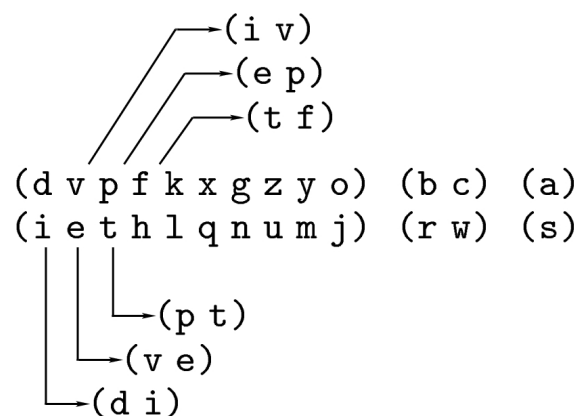 (i v)
(e p)
(t f)
(d v p f k x g z y o) (b c) (a)
(i e t h l q n u m j) (r w) (s)
(p t)
(v e)
(d i)